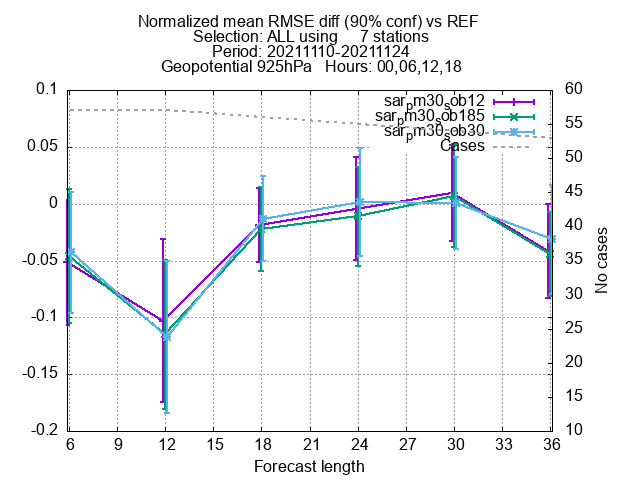 Normalized mean RMSE diff (90% conf) vs REF
Selection: ALL using 7 stations
Period: 20211110-20211124
Geopotential 925hPa Hours: 00,06,12,18
sarpm30sob12
sarpm30sob185
sarpm30sob30
Cases
0.1
0.05
0
-0.05
-0.1
-0.15
-0.2
60
55
50
45
40
35
30
25
20
15
10
No cases
6 9 12 15 18 21 24 27 30 33 36
Forecast length